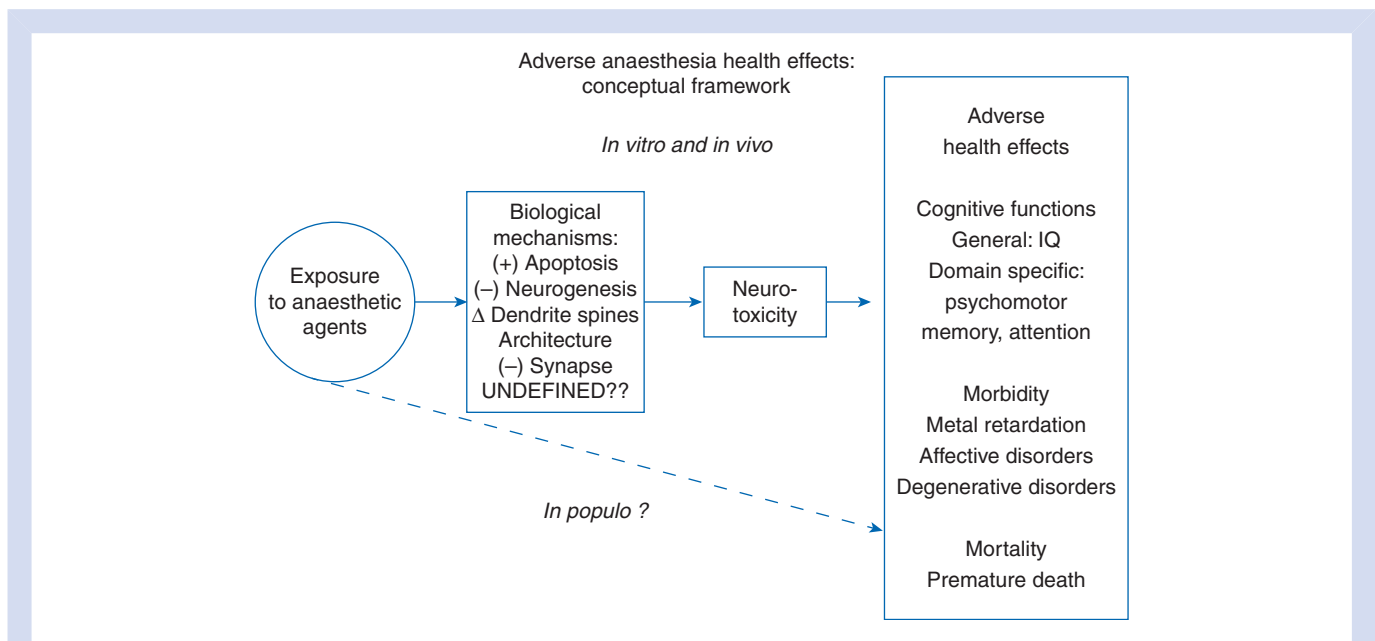 Adverse anaesthesia health effects:
conceptual framework
In vitro and in vivo
Exposure
to anaesthetic
agents
Biological
mechanisms:
(+) Apoptosis
(–) Neurogenesis
Δ Dendrite spines
Architecture
(–) Synapse
UNDEFINED??
Neuro-
toxicity
Adverse
health effects
Cognitive functions
General: IQ
Domain specific:
psychomotor
memory, attention
Morbidity
Metal retardation
Affective disorders
Degenerative disorders
Mortality
Premature death
In populo ?